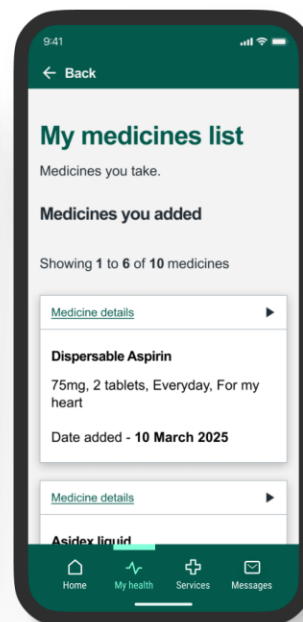 9:41
Back
My medicines list
Medicines you take.
Medicines you added
Showing 1 to 6 of 10 medicines
Medicine details
Dispersable Aspirin
75mg, 2 tablets, Everyday, For my
heart
Date added - 10 March 2025
Medicine details
Asidex liquid
Home
My health
Services
Messages